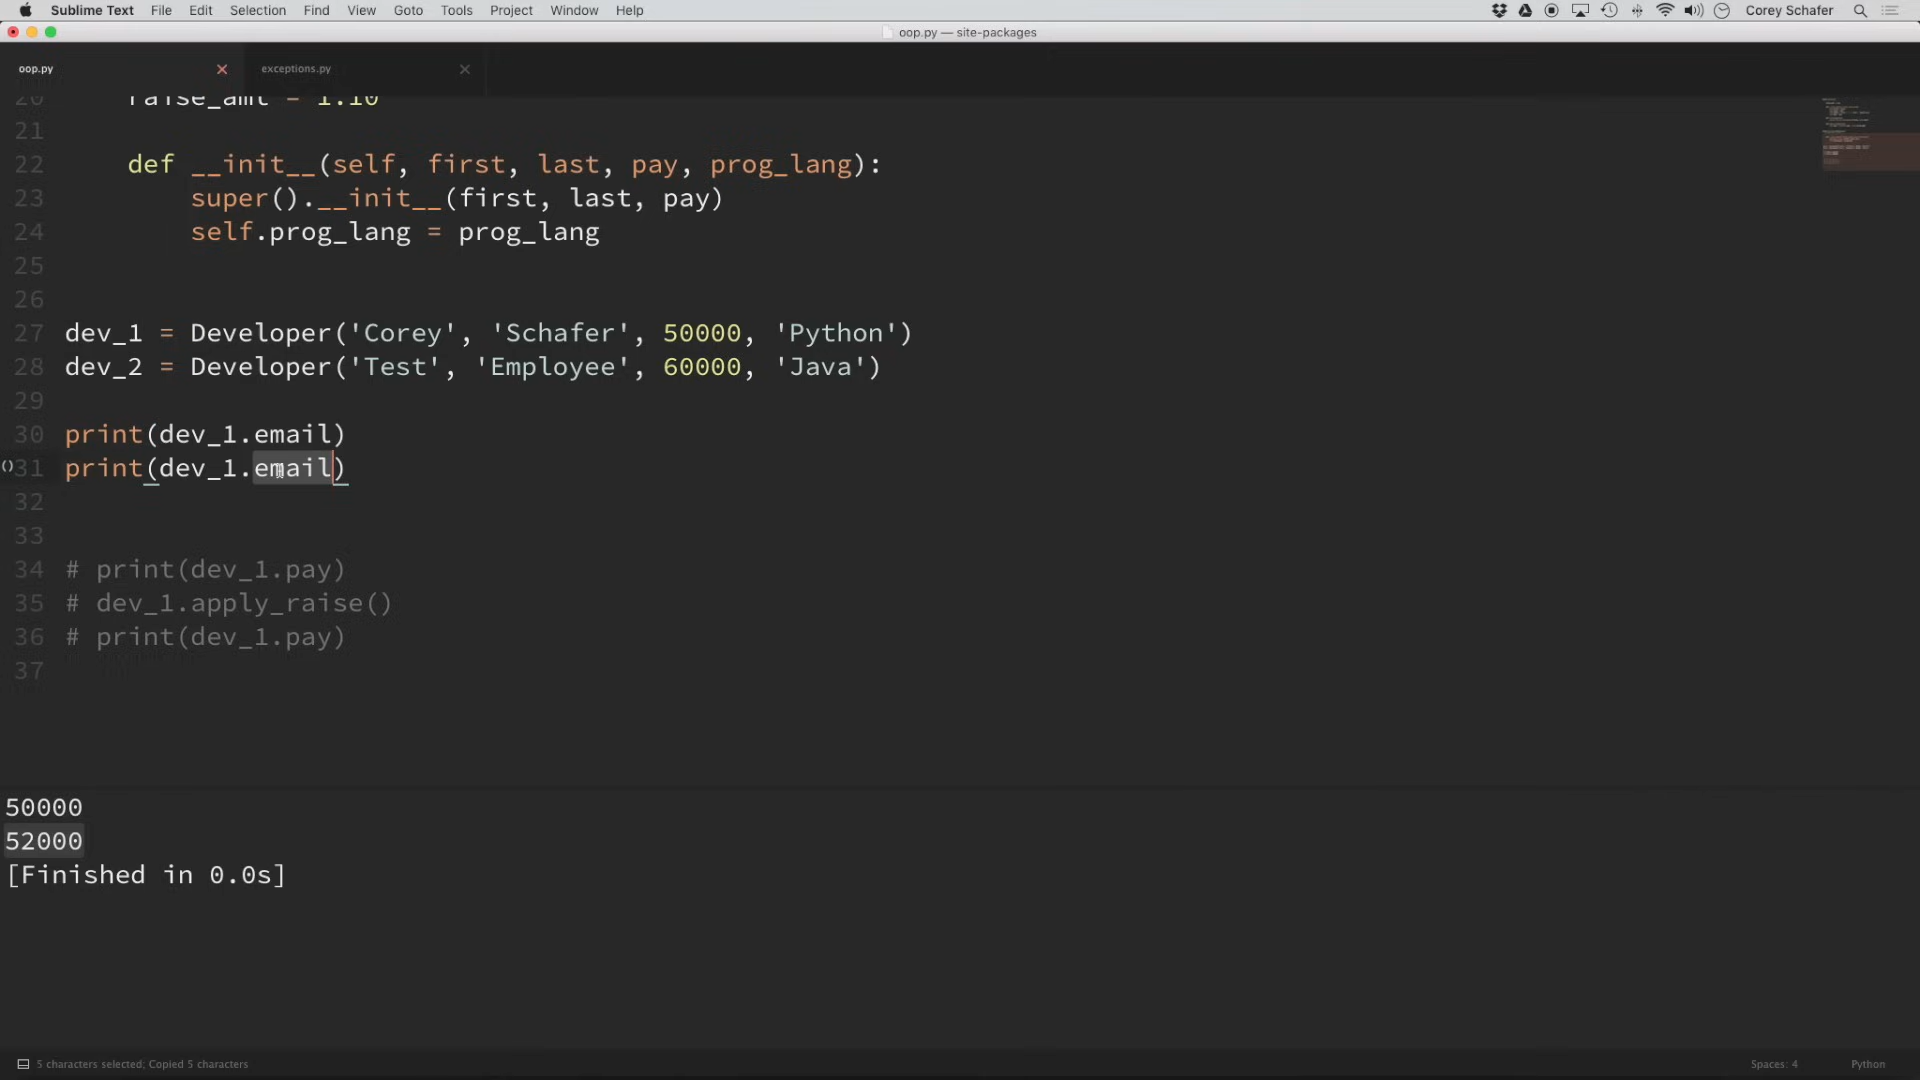 Sublime Text File Edit Selection Find View Goto Tools Project Window Help Corey Schafer
oop.py — site-packages
oop.py exceptions.py
20 raise_amt = 1.10
21
22 def __init__(self, first, last, pay, prog_lang):
23 super().__init__(first, last, pay)
24 self.prog_lang = prog_lang
25
26
27 dev_1 = Developer('Corey', 'Schafer', 50000, 'Python')
28 dev_2 = Developer('Test', 'Employee', 60000, 'Java')
29
30 print(dev_1.email)
31 print(dev_1.email)
32
33
34 # print(dev_1.pay)
35 # dev_1.apply_raise()
36 # print(dev_1.pay)
37
50000
52000
[Finished in 0.0s]
5 characters selected; Copied 5 characters Spaces: 4 Python